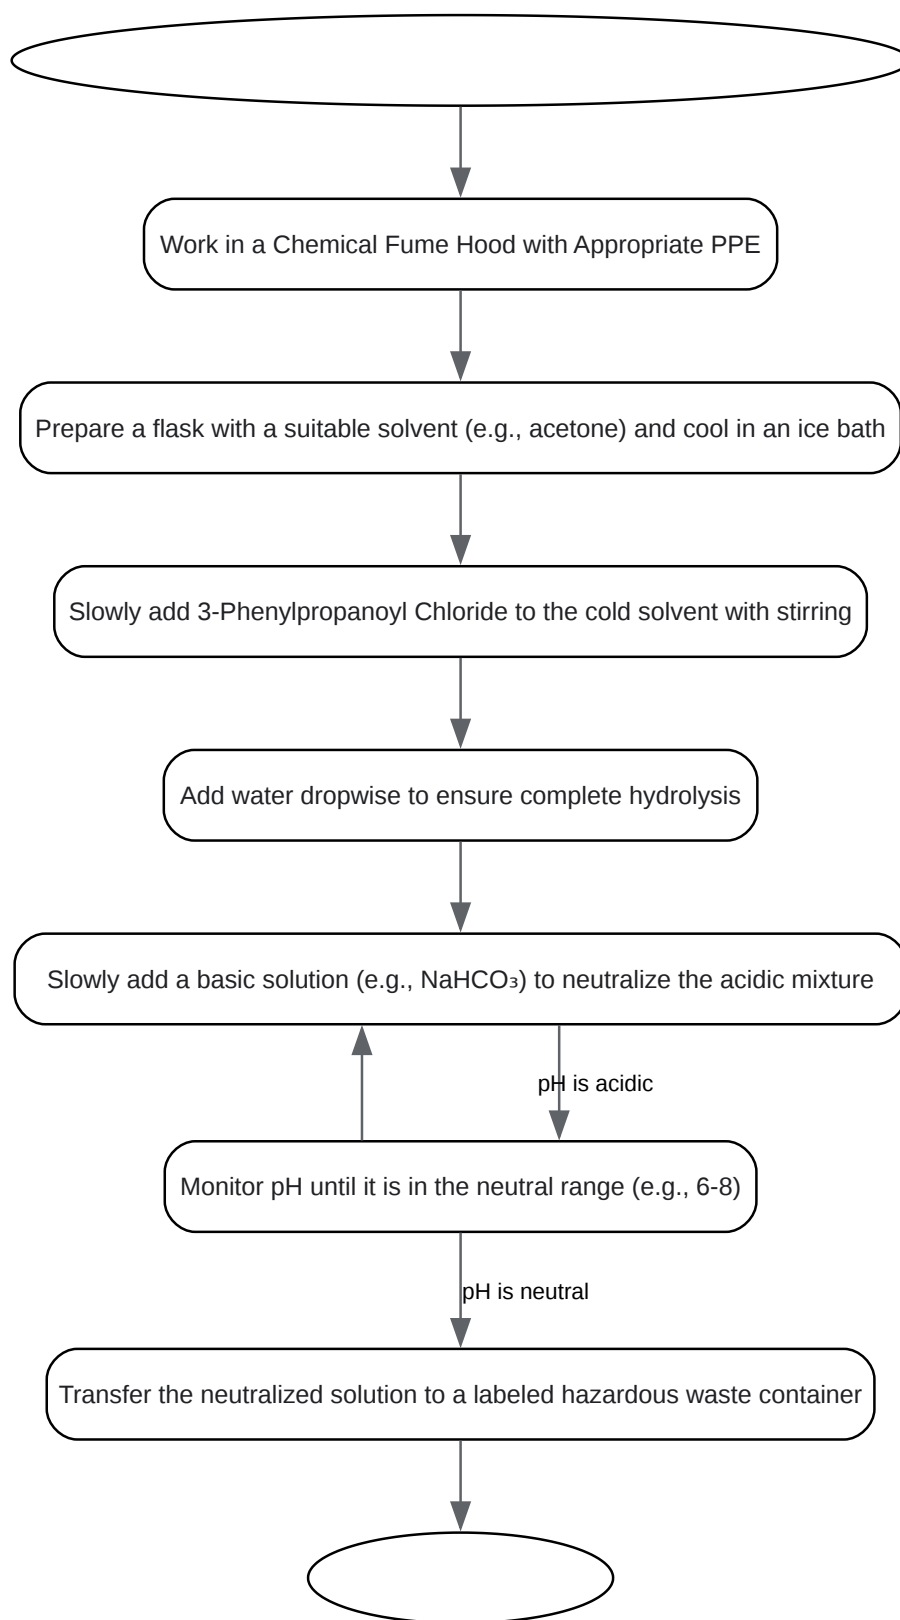 Work in a Chemical Fume Hood with Appropriate PPE
Prepare a flask with a suitable solvent (e.g., acetone) and cool in an ice bath
Slowly add 3-Phenylpropanoyl Chloride to the cold solvent with stirring
Add water dropwise to ensure complete hydrolysis
Slowly add a basic solution (e.g., NaHCO₃) to neutralize the acidic mixture
pH is acidic
Monitor pH until it is in the neutral range (e.g., 6-8)
pH is neutral
Transfer the neutralized solution to a labeled hazardous waste container